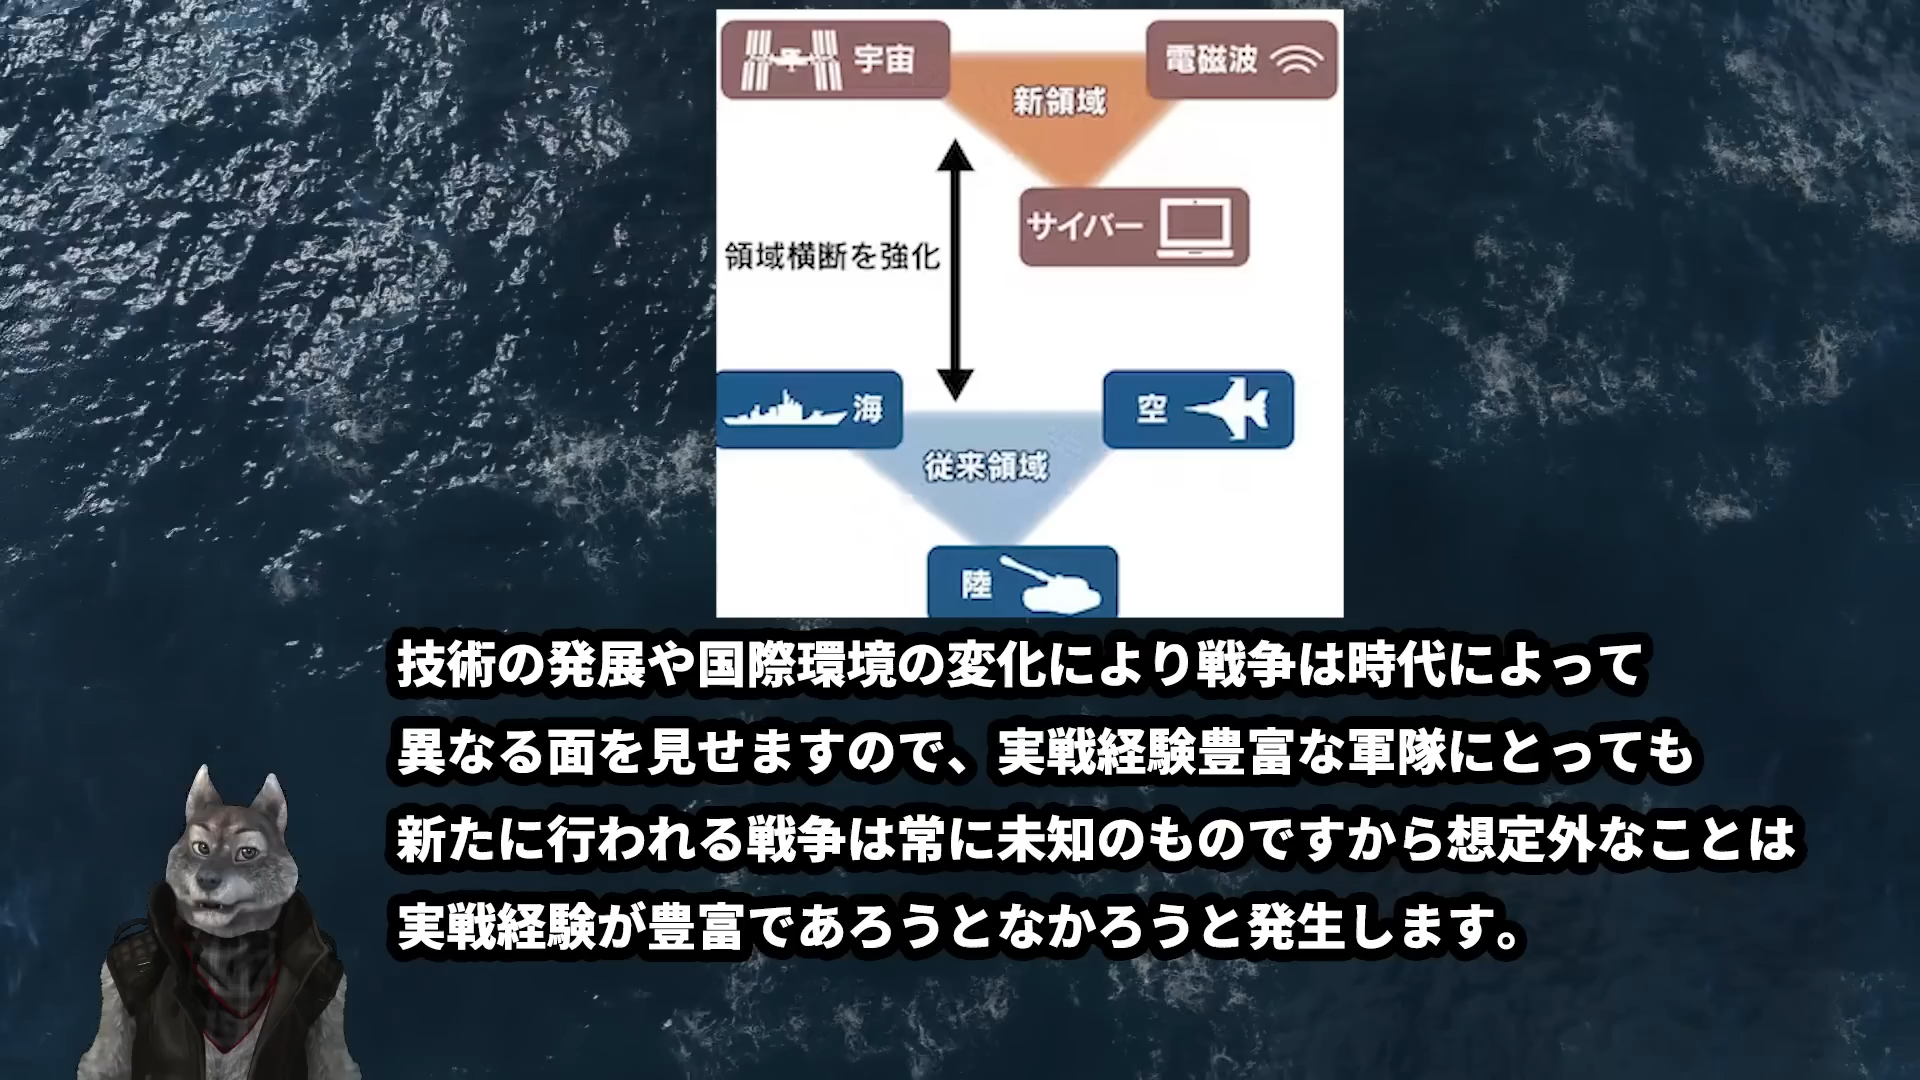 宇宙
電磁波
新領域
サイバー
領域横断を強化
海
空
従来領域
陸
技術の発展や国際環境の変化により戦争は時代によって
異なる面を見せますので、実戦経験豊富な軍隊にとっても
新たに行われる戦争は常に未知のものですから想定外なことは
実戦経験が豊富であろうとなかろうと発生します。